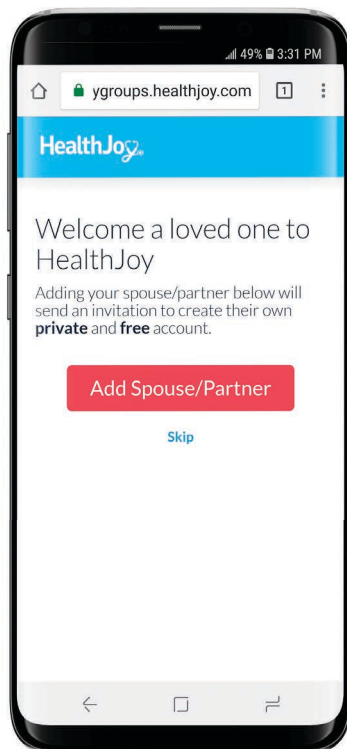 49% 3:31 PM
ygroups.healthjoy.com 1
HealthJoy
Welcome a loved one to
HealthJoy
Adding your spouse/partner below will
send an invitation to create their own
private and free account.
Add Spouse/Partner
Skip